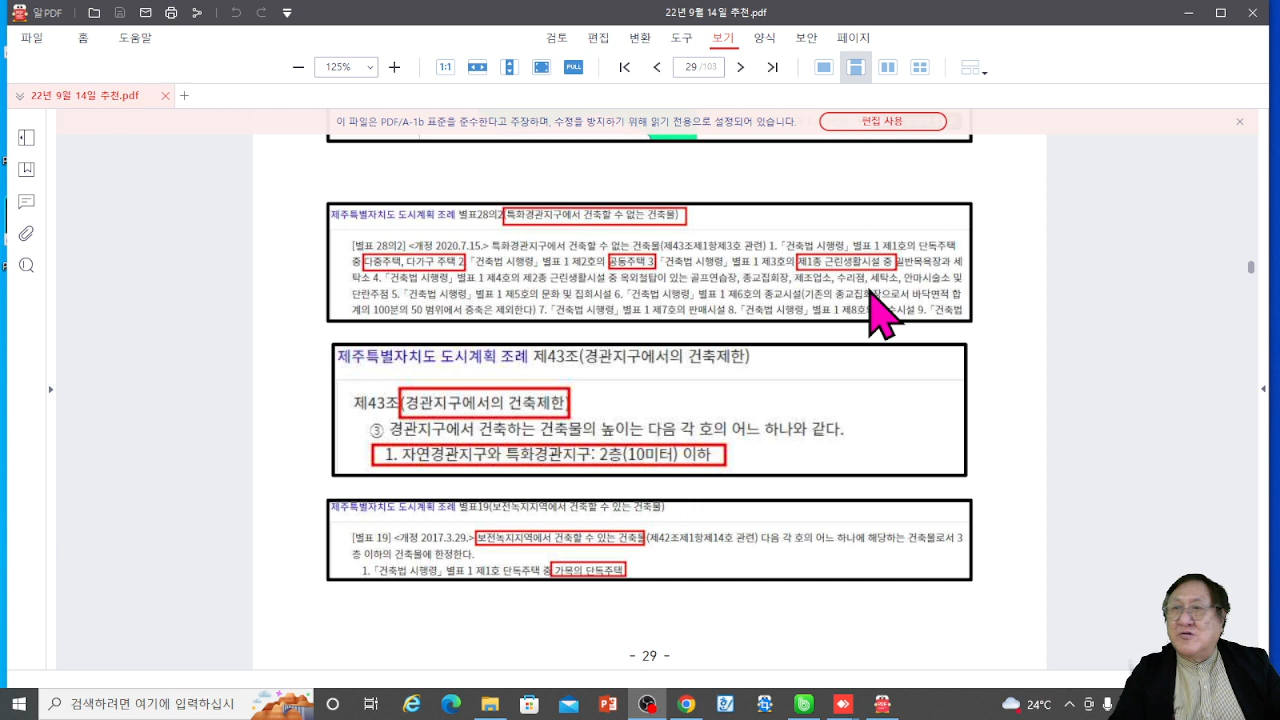 알PDF
22년 9월 14일 추천.pdf
파일 홈 도움말 검토 편집 변환 도구 보기 양식 보안 페이지
125% 1:1 FULL 29 /103
22년 9월 14일 추천.pdf
이 파일은 PDF/A-1b 표준을 준수한다고 주장하며, 수정을 방지하기 위해 읽기 전용으로 설정되어 있습니다. 편집 사용
제주특별자치도 도시계획 조례 별표28의2(특화경관지구에서 건축할 수 없는 건축물)
[별표 28의2] <개정 2020.7.15.> 특화경관지구에서 건축할 수 없는 건축물(제43조제1항제3호 관련) 1.「건축법 시행령」별표 1 제1호의 단독주택
중 다중주택, 다가구 주택 2.「건축법 시행령」별표 1 제2호의 공동주택 3.「건축법 시행령」별표 1 제3호의 제1종 근린생활시설 중 일반목욕장과 세
탁소 4.「건축법 시행령」별표 1 제4호의 제2종 근린생활시설 중 옥외철탑이 있는 골프연습장, 종교집회장, 제조업소, 수리점, 세탁소, 안마시술소 및
단란주점 5.「건축법 시행령」별표 1 제5호의 문화 및 집회시설 6.「건축법 시행령」별표 1 제6호의 종교시설(기존의 종교집회장으로서 바닥면적 합
계의 100분의 50 범위에서 증축은 제외한다) 7.「건축법 시행령」별표 1 제7호의 판매시설 8.「건축법 시행령」별표 1 제8호의 수시설 9.「건축법
제주특별자치도 도시계획 조례 제43조(경관지구에서의 건축제한)
제43조(경관지구에서의 건축제한)
③ 경관지구에서 건축하는 건축물의 높이는 다음 각 호의 어느 하나와 같다.
1. 자연경관지구와 특화경관지구: 2층(10미터) 이하
제주특별자치도 도시계획 조례 별표19(보전녹지지역에서 건축할 수 있는 건축물)
[별표 19] <개정 2017.3.29.> 보전녹지지역에서 건축할 수 있는 건축물(제42조제1항제14호 관련) 다음 각 호의 어느 하나에 해당하는 건축물로서 3
층 이하의 건축물에 한정한다.
1.「건축법 시행령」별표 1 제1호 단독주택 중 가목의 단독주택
- 29 -
검색하려면 여기에 입력하십시
24°C